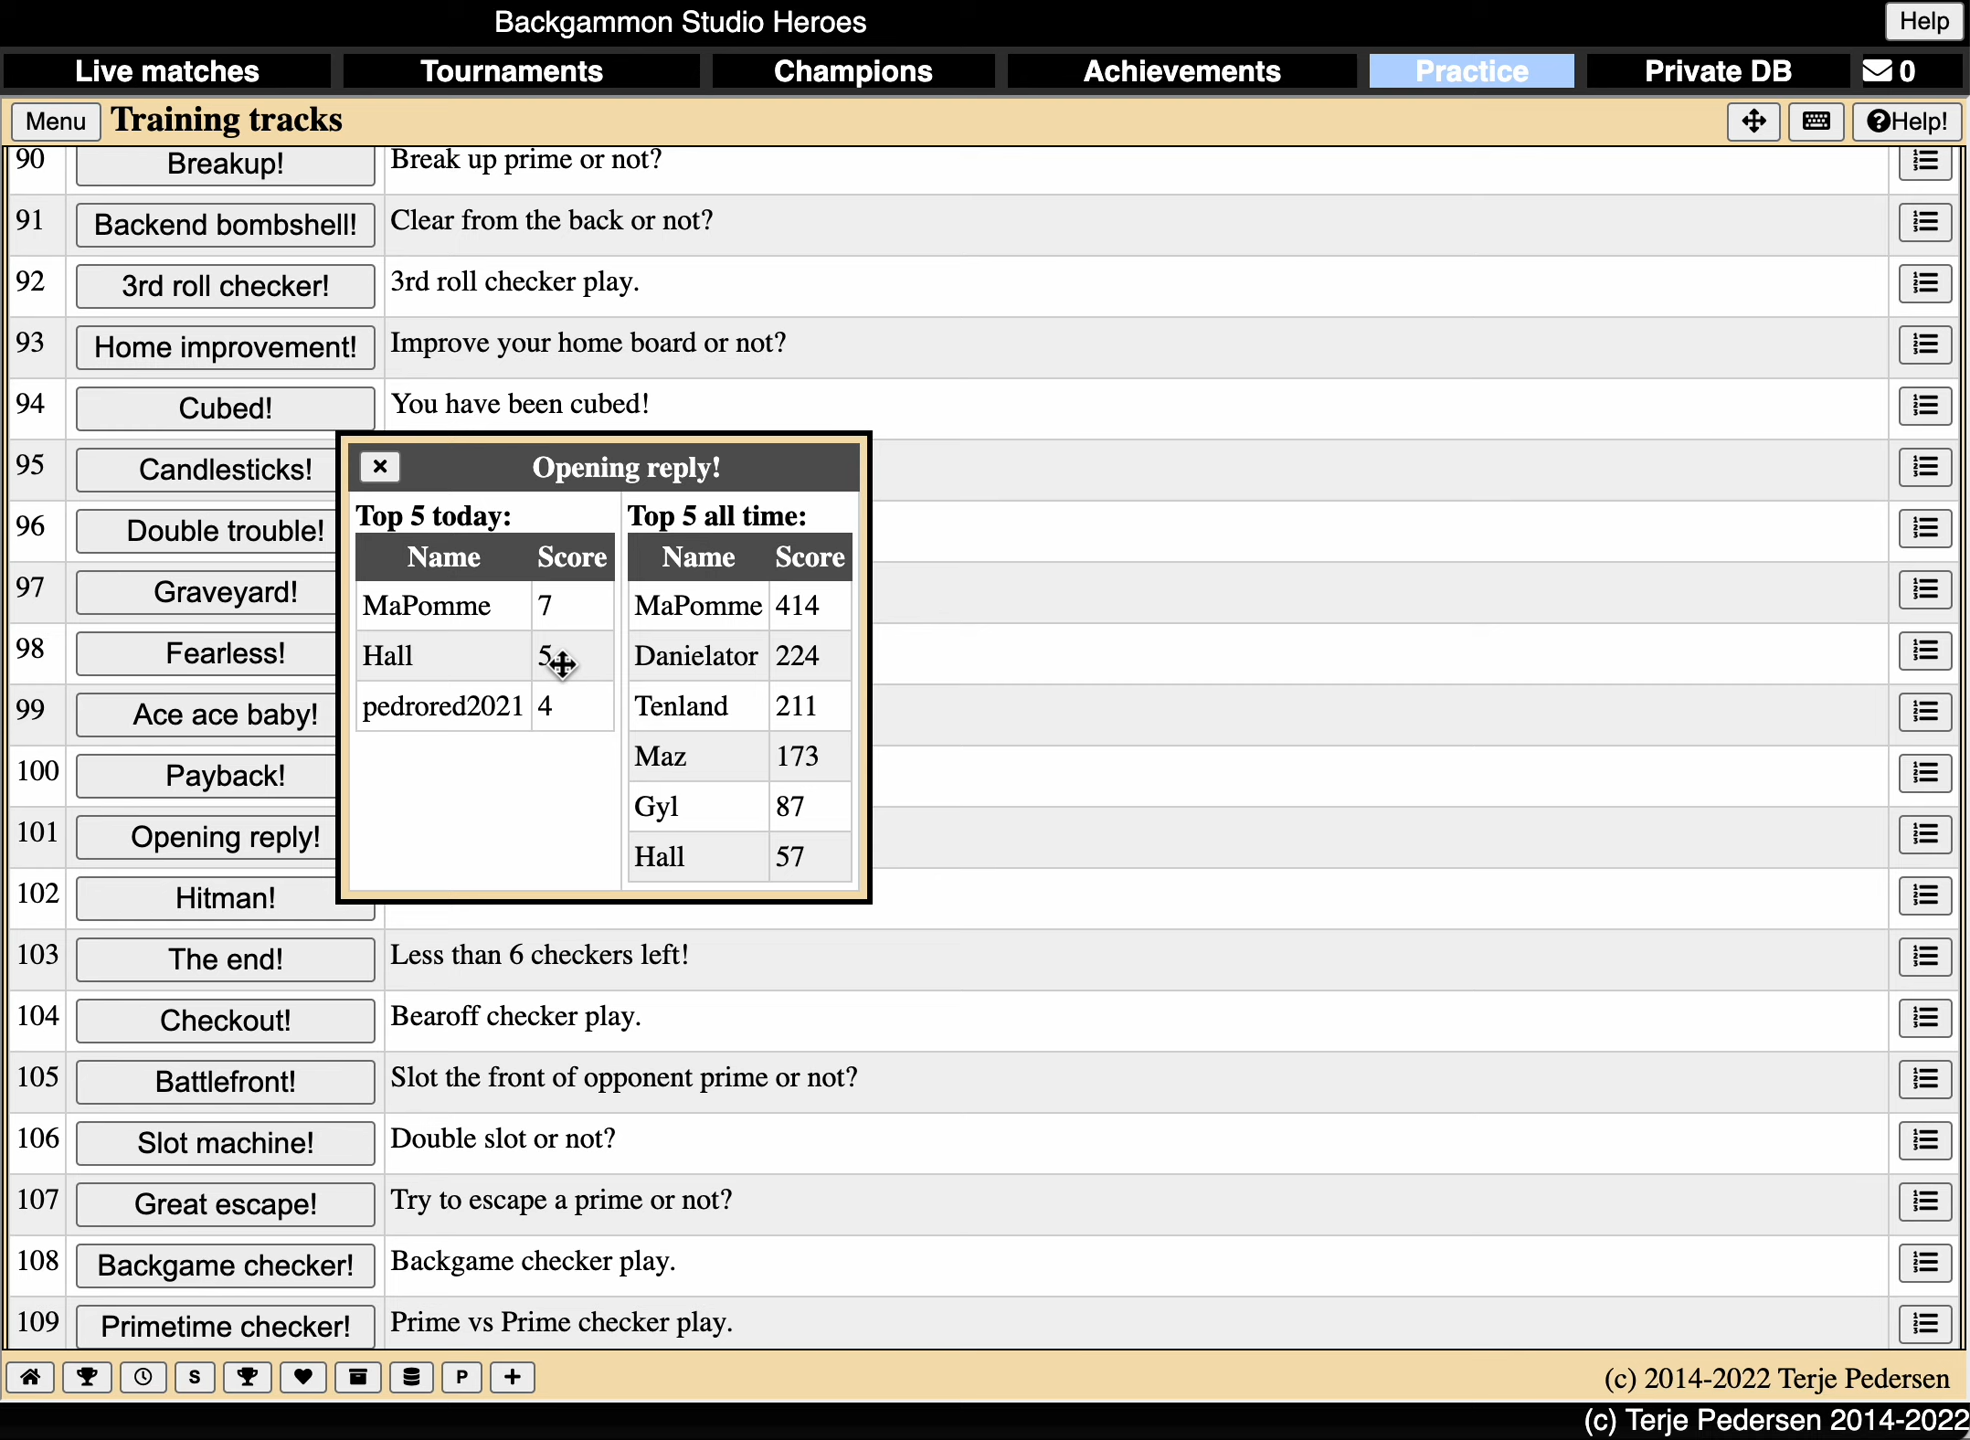 Backgammon Studio Heroes
Help
Live matches Tournaments Champions Achievements Practice Private DB 0
Menu Training tracks Help!
90 Breakup! Break up prime or not?
91 Backend bombshell! Clear from the back or not?
92 3rd roll checker! 3rd roll checker play.
93 Home improvement! Improve your home board or not?
94 Cubed! You have been cubed!
95 Candlesticks!
96 Double trouble!
97 Graveyard!
98 Fearless!
99 Ace ace baby!
100 Payback!
101 Opening reply!
102 Hitman!
Opening reply!
Top 5 today:
Name Score
MaPomme 7
Hall 5
pedrored2021 4
Top 5 all time:
Name Score
MaPomme 414
Danielator 224
Tenland 211
Maz 173
Gyl 87
Hall 57
103 The end! Less than 6 checkers left!
104 Checkout! Bearoff checker play.
105 Battlefront! Slot the front of opponent prime or not?
106 Slot machine! Double slot or not?
107 Great escape! Try to escape a prime or not?
108 Backgame checker! Backgame checker play.
109 Primetime checker! Prime vs Prime checker play.
S P
(c) 2014-2022 Terje Pedersen
(c) Terje Pedersen 2014-2022